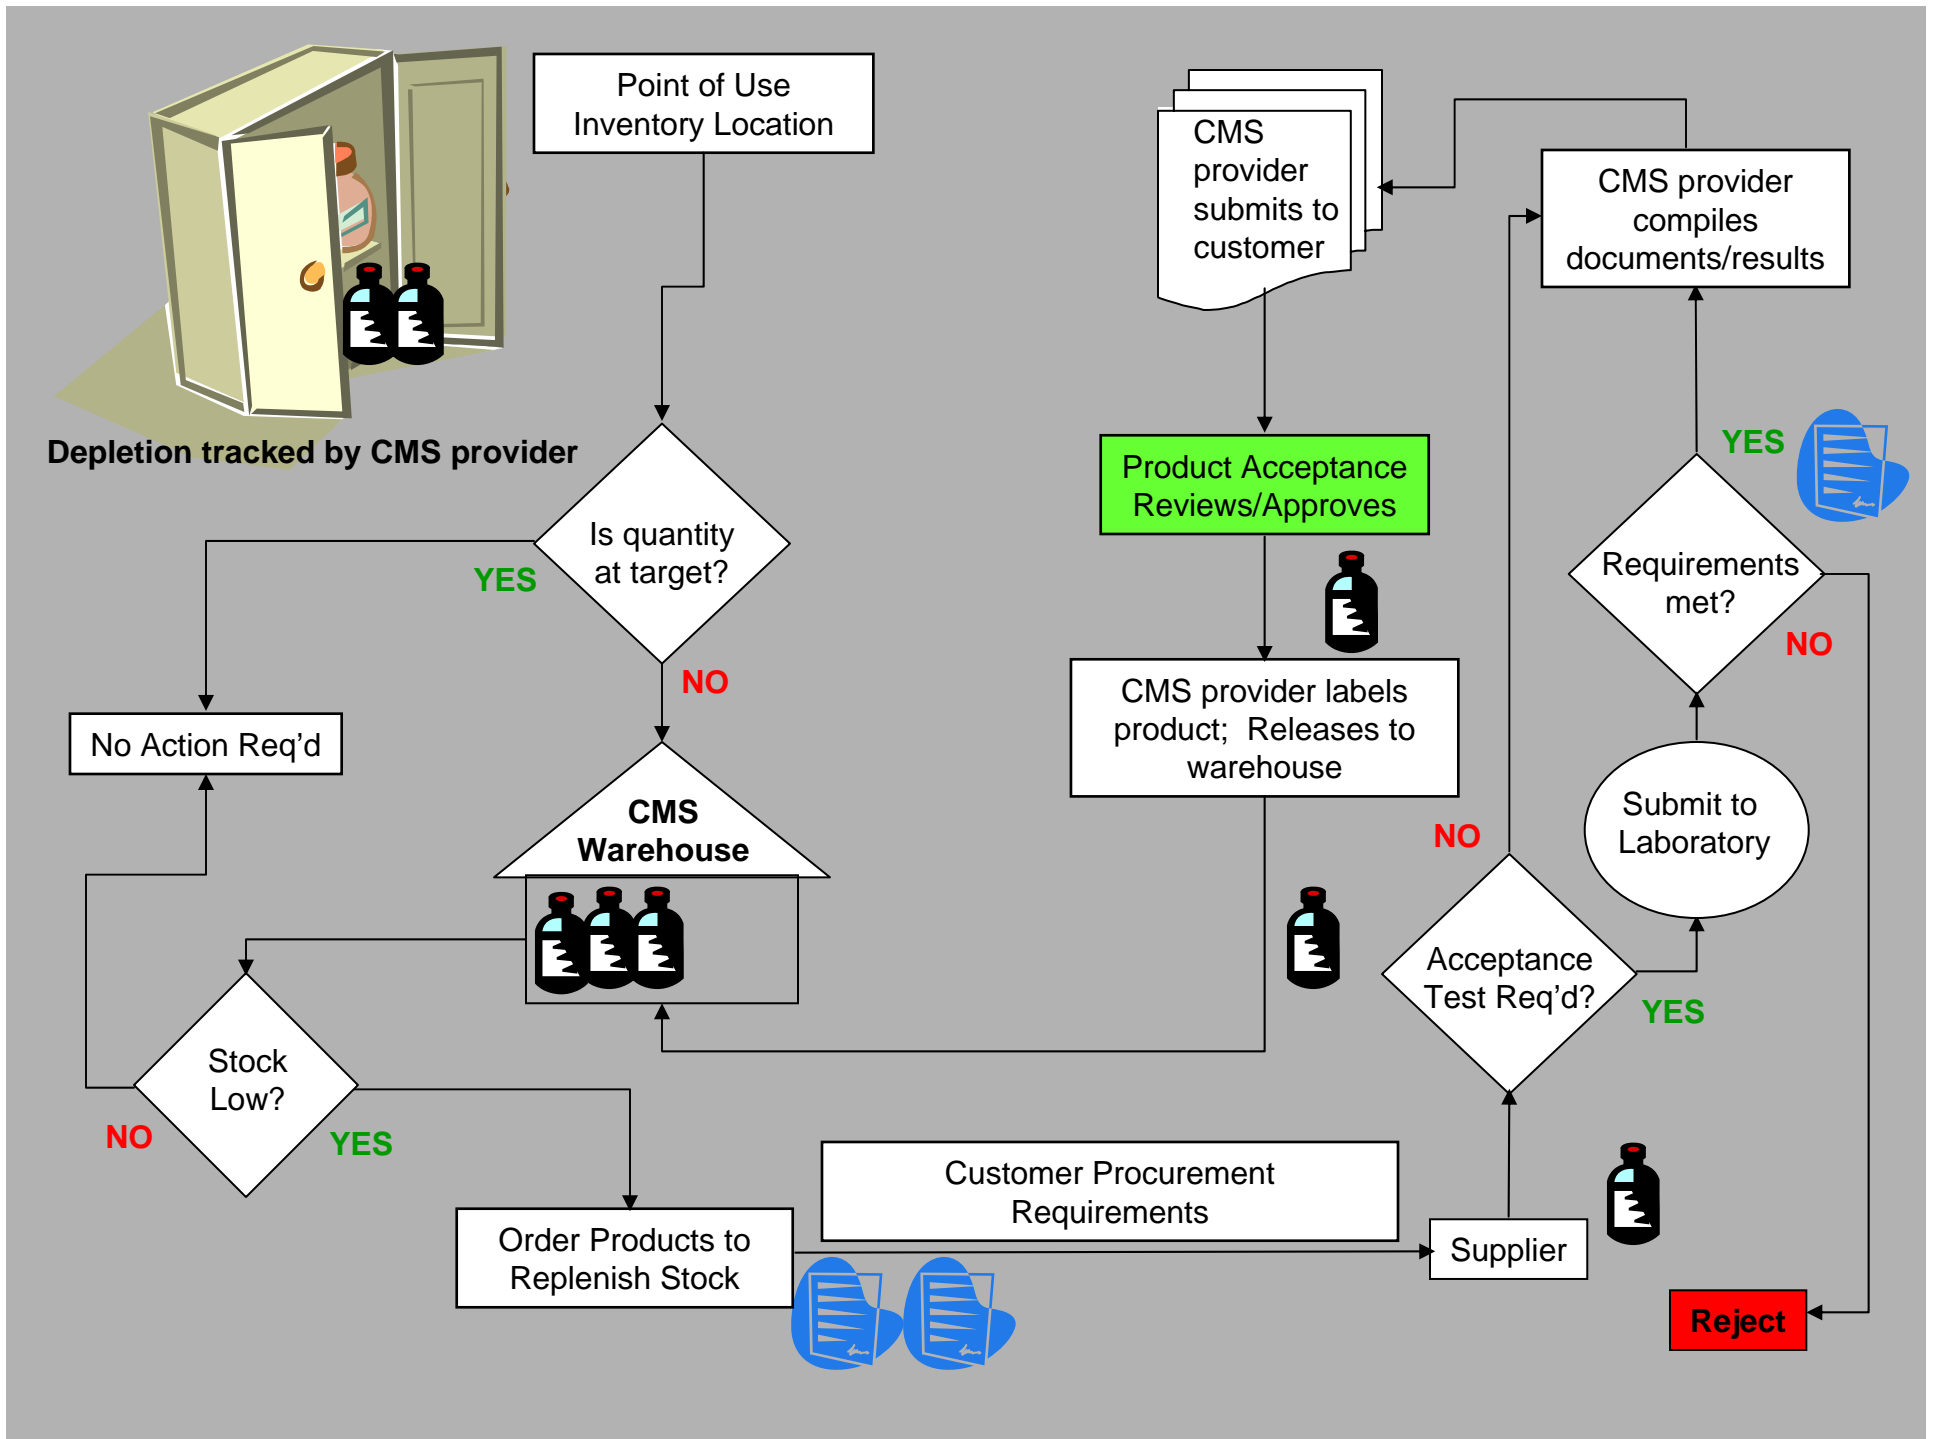 Point of Use
Inventory Location
Depletion tracked by CMS provider
Is quantity
at target?
YES
NO
No Action Req’d
CMS
Warehouse
Stock
Low?
NO
YES
Order Products to
Replenish Stock
Customer Procurement
Requirements
Supplier
Acceptance
Test Req’d?
NO
YES
Submit to
Laboratory
Requirements
met?
YES
NO
Reject
CMS provider
compiles
documents/results
CMS
provider
submits to
customer
Product Acceptance
Reviews/Approves
CMS provider labels
product;  Releases to
warehouse